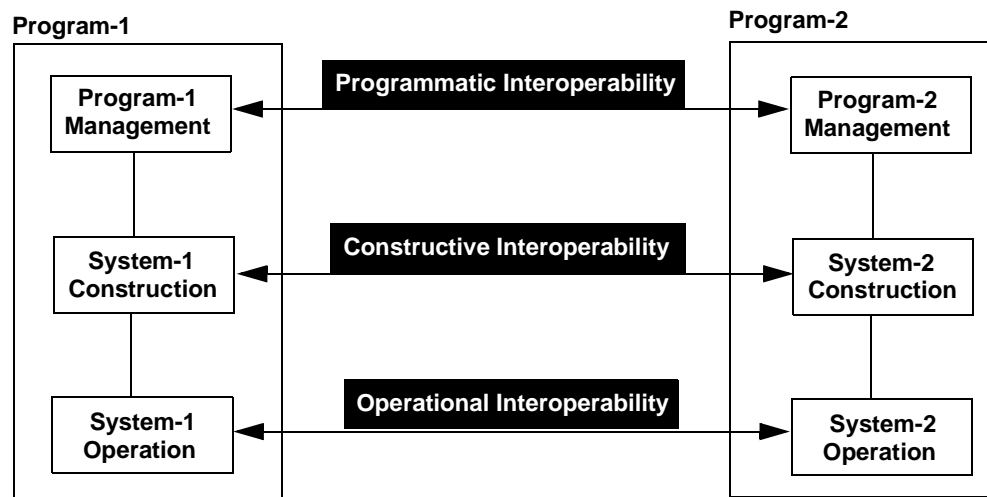 Program-1
Program-2
Programmatic Interoperability
Program-1
Management
Program-2
Management
Constructive Interoperability
System-1
Construction
System-2
Construction
Operational Interoperability
System-1
Operation
System-2
Operation